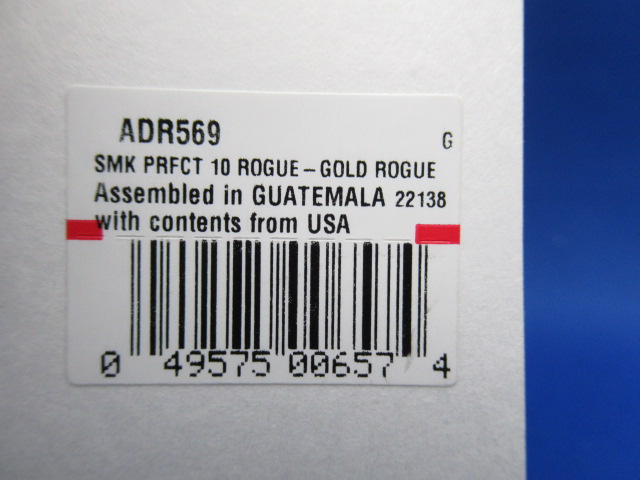 ADR569
G
SMK PRFCT 10 ROGUE – GOLD ROGUE
Assembled in GUATEMALA 22138
with contents from USA
0 49575 00657 4